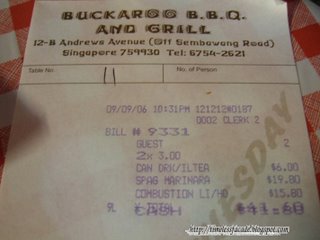 BUCKAROO B.B.Q.
AND GRILL
12-B Andrews Avenue (Off Sembawang Road)
Singapore 759930 Tel: 6754-2621
Table No. 11 No. of Person
09/09/06 10:31PM 121212#0187
0002 CLERK 2
BILL # 9331
GUEST 2
2x 3.00
CAN DRK/ILTEA $6.00
SPAG MARINARA $19.80
COMBUSTION LI/HO $15.80
CASH $41.60
ESDAY
http://timelessfacade.blogspot.com